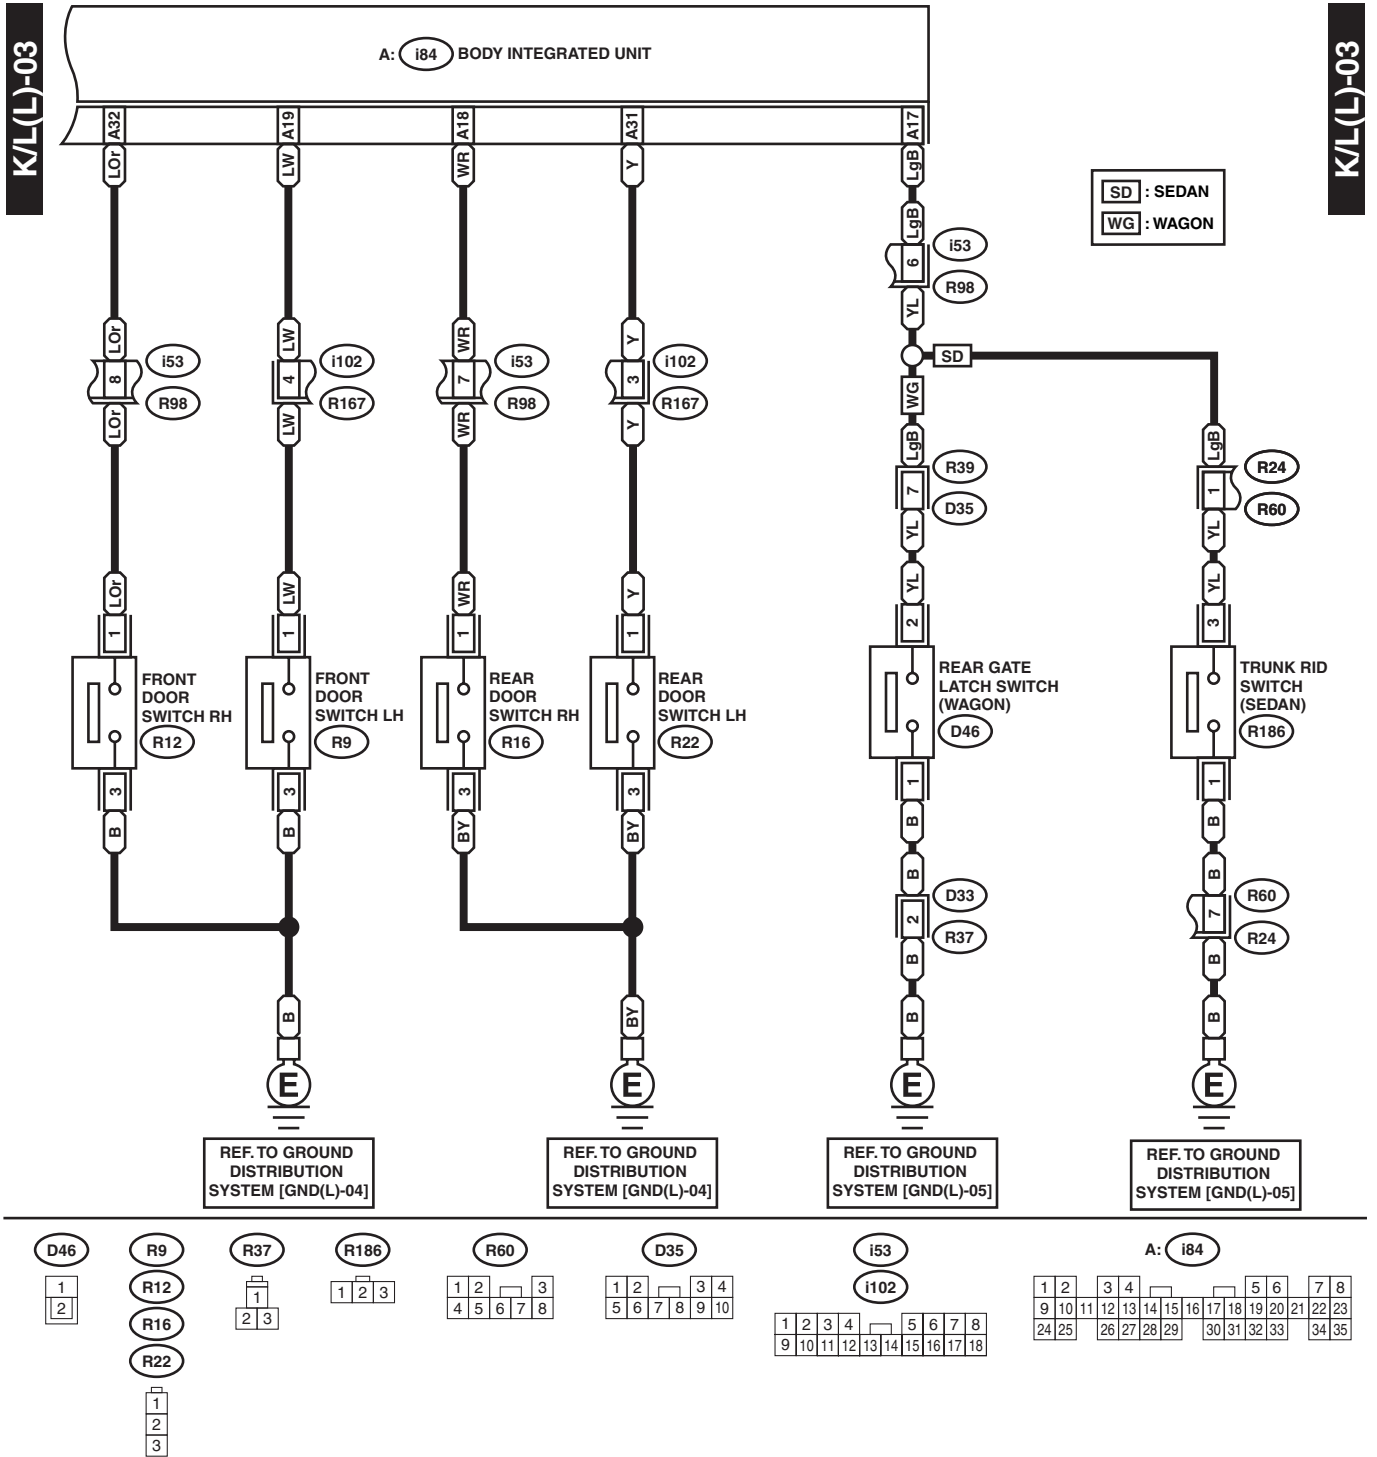 K/L(L)-03
K/L(L)-03
A: i84 BODY INTEGRATED UNIT
A32 A19 A18 A31 A17
LOr LW WR Y LgB
SD : SEDAN
WG : WAGON
LgB
6
i53
R98
YL
LOr LW WR Y
8 i53 4 i102 7 i53 3 i102
R98 R167 R98 R167
LOr LW WR Y
SD
WG
LgB LgB
7 R39 1 R24
D35 R60
YL YL
LOr LW WR Y YL YL
1 1 1 1 2 3
FRONT
DOOR
SWITCH RH
R12
FRONT
DOOR
SWITCH LH
R9
REAR
DOOR
SWITCH RH
R16
REAR
DOOR
SWITCH LH
R22
REAR GATE
LATCH SWITCH
(WAGON)
D46
TRUNK RID
SWITCH
(SEDAN)
R186
3 3 3 3 1 1
B B BY BY B B
B B
2 D33 7 R60
R37 R24
B B
B BY B B
E E E E
REF. TO GROUND
DISTRIBUTION
SYSTEM [GND(L)-04]
REF. TO GROUND
DISTRIBUTION
SYSTEM [GND(L)-04]
REF. TO GROUND
DISTRIBUTION
SYSTEM [GND(L)-05]
REF. TO GROUND
DISTRIBUTION
SYSTEM [GND(L)-05]
D46
1
2
R9
R12
R16
R22
1
2
3
R37
1
2 3
R186
1 2 3
R60
1 2 3
4 5 6 7 8
D35
1 2 3 4
5 6 7 8 9 10
i53
i102
1 2 3 4 5 6 7 8
9 10 11 12 13 14 15 16 17 18
A: i84
1 2 3 4 5 6 7 8
9 10 11 12 13 14 15 16 17 18 19 20 21 22 23
24 25 26 27 28 29 30 31 32 33 34 35